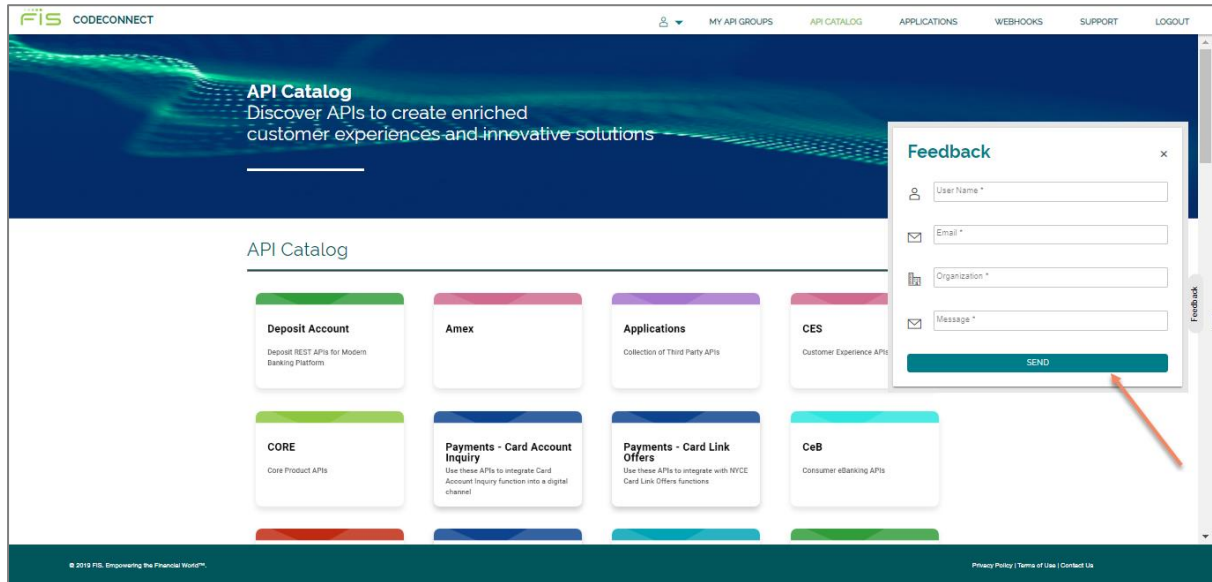 FIS CODECONNECT
MY API GROUPS
API CATALOG
APPLICATIONS
WEBHOOKS
SUPPORT
LOGOUT
API Catalog
Discover APIs to create enriched
customer experiences and innovative solutions
Feedback
×
User Name *
Email *
Organization *
Message *
SEND
Feedback
API Catalog
Deposit Account
Deposit REST APIs for Modern
Banking Platform
Amex
Applications
Collection of Third Party APIs
CES
Customer Experience APIs
CORE
Core Product APIs
Payments - Card Account
Inquiry
Use these APIs to integrate Card
Account Inqury function into a digital
channel
Payments - Card Link
Offers
Use these APIs to integrate with NYCE
Card Link Offers functions
CeB
Consumer eBanking APIs
© 2019 FIS. Empowering the Financial World™.
Privacy Policy | Terms of Use | Contact Us